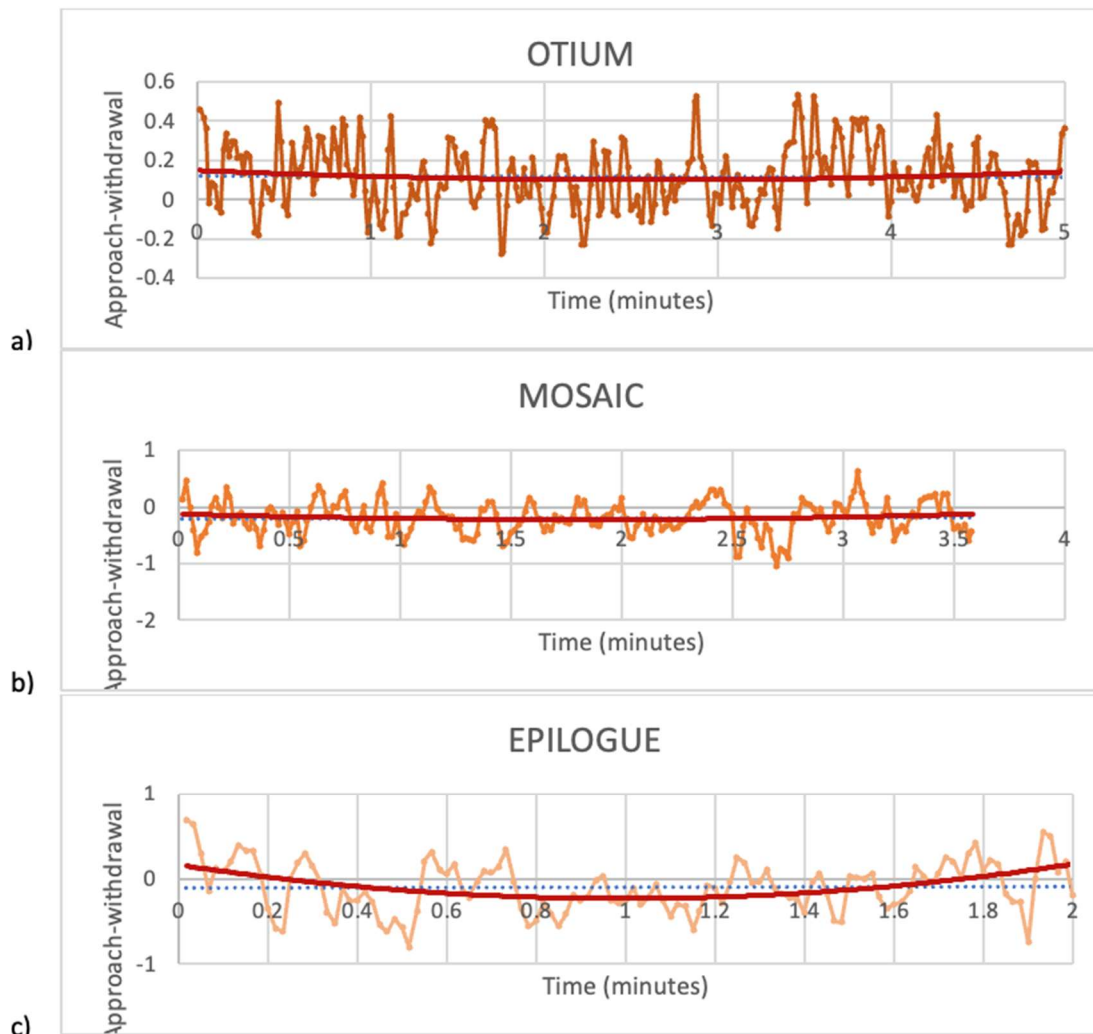 OTIUM
Approach-withdrawal
0.6
0.4
0.2
0
-0.2
-0.4
0 1 2 3 4 5
Time (minutes)
a)
MOSAIC
Approach-withdrawal
1
0
-1
-2
0 0.5 1 1.5 2 2.5 3 3.5 4
Time (minutes)
b)
EPILOGUE
Approach-withdrawal
1
0
-1
0 0.2 0.4 0.6 0.8 1 1.2 1.4 1.6 1.8 2
Time (minutes)
c)